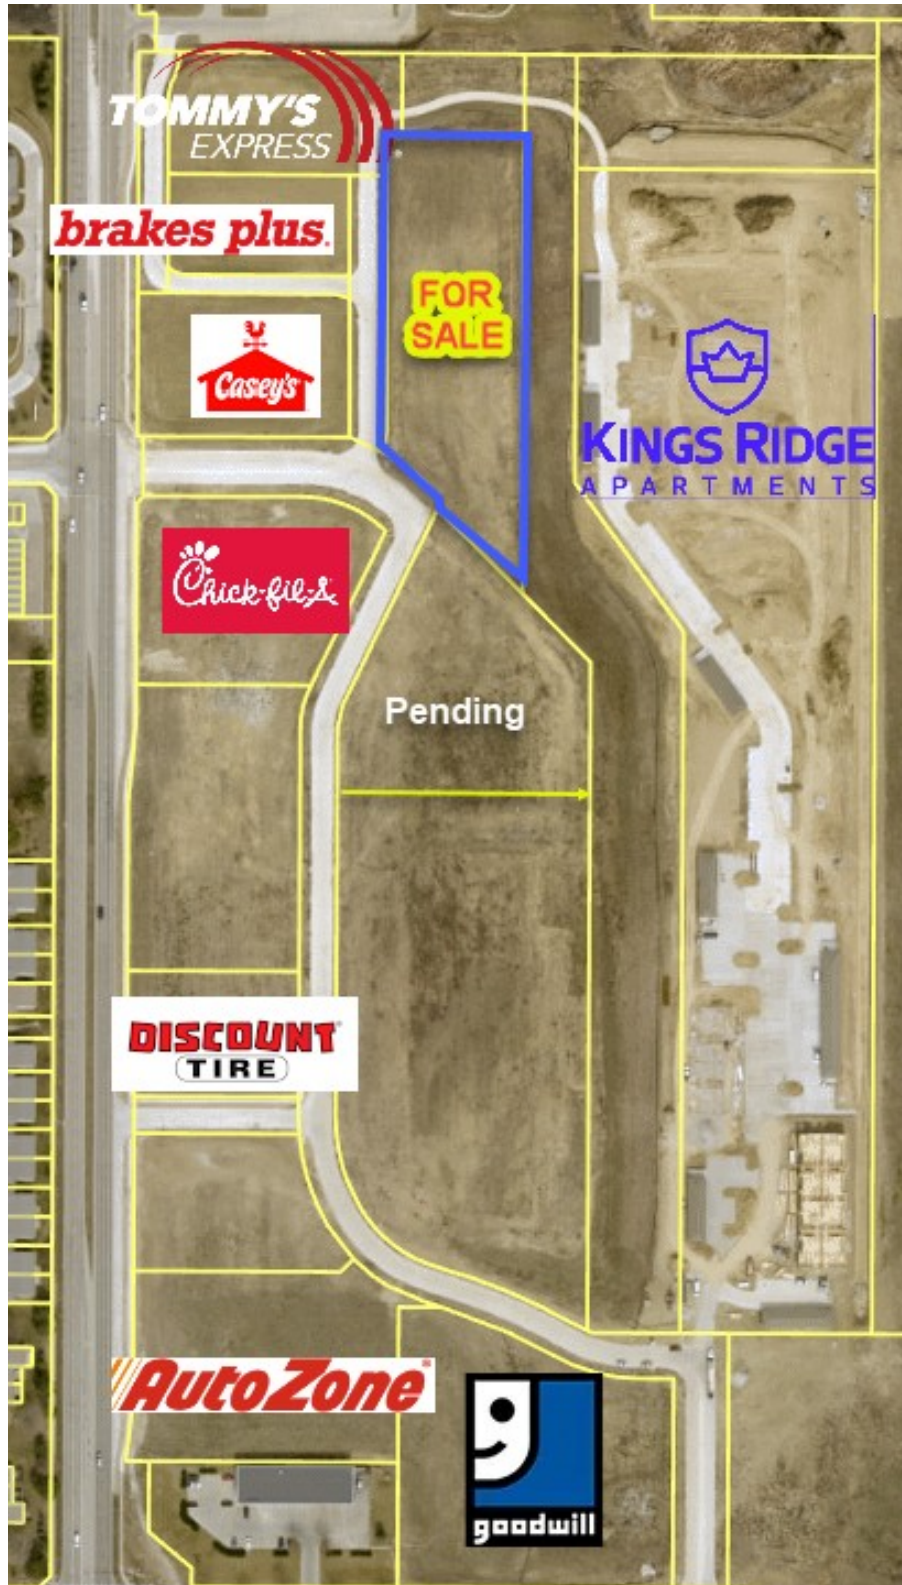 TOMMY'S
EXPRESS
brakes plus.
FOR
SALE
Casey's
KINGS RIDGE
APARTMENTS
Chick-fil-A
Pending
DISCOUNT
TIRE
AutoZone
goodwill